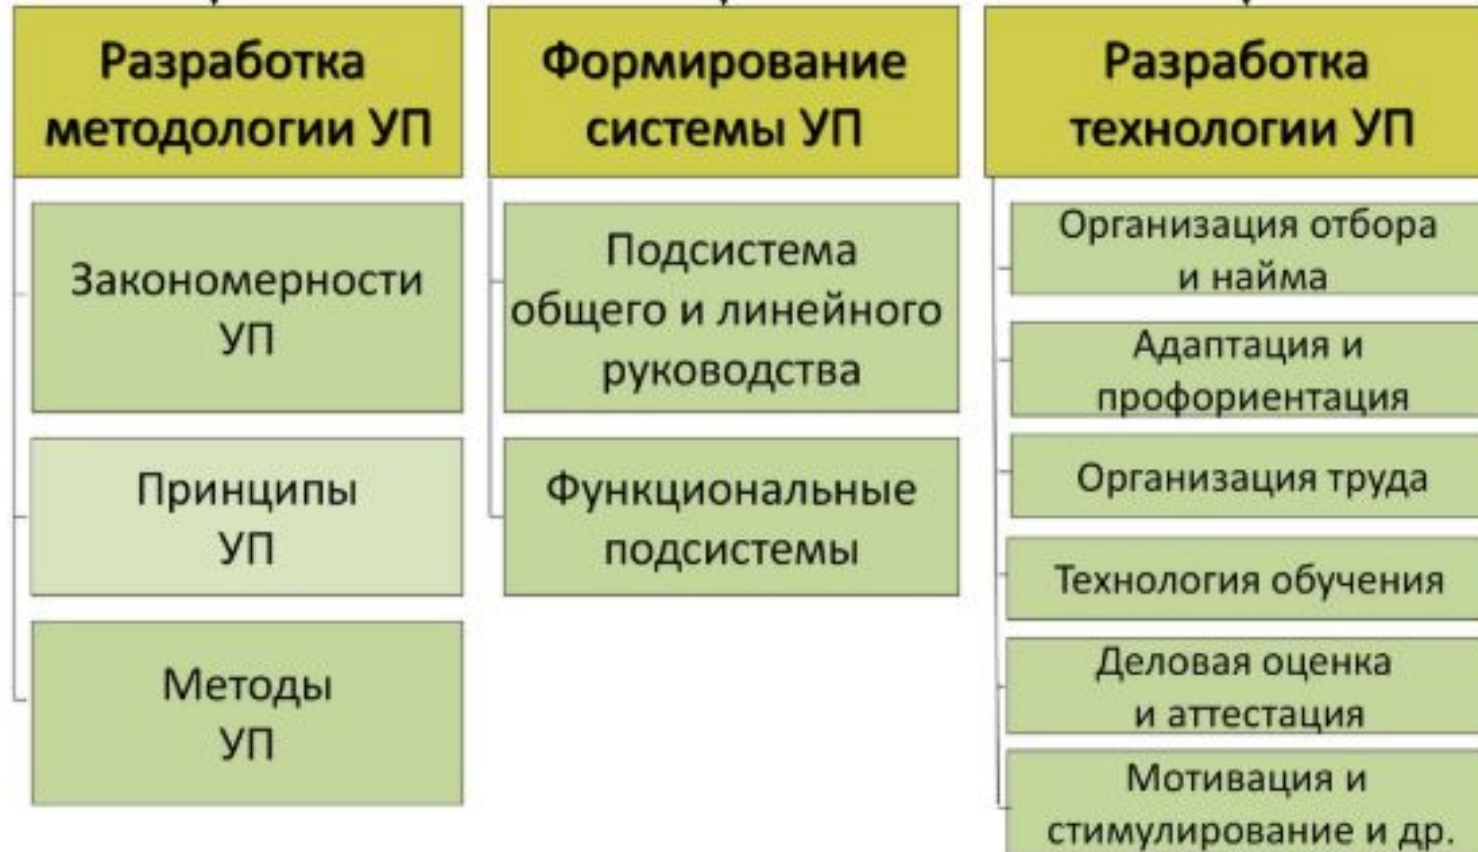 Разработка
методологии УП
Закономерности
УП
Принципы
УП
Методы
УП
Формирование
системы УП
Подсистема
общего и линейного
руководства
Функциональные
подсистемы
Разработка
технологии УП
Организация отбора
и найма
Адаптация и
профориентация
Организация труда
Технология обучения
Деловая оценка
и аттестация
Мотивация и
стимулирование и др.